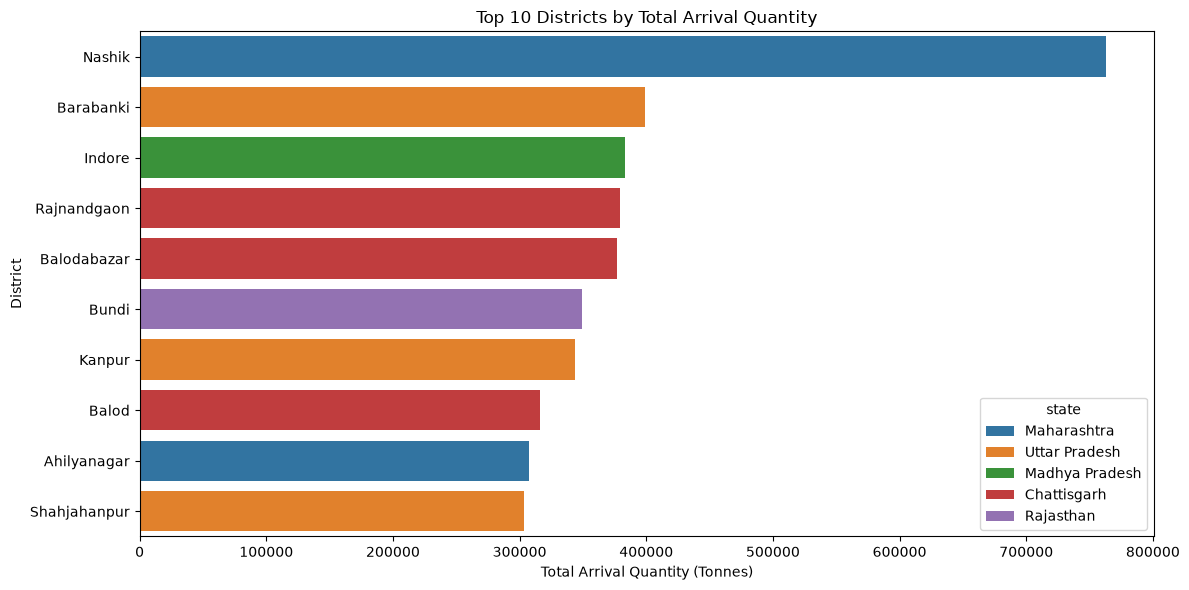 Top 10 Districts by Total Arrival Quantity
District
Nashik
Barabanki
Indore
Rajnandgaon
Balodabazar
Bundi
Kanpur
Balod
Ahilyanagar
Shahjahanpur
state
Maharashtra
Uttar Pradesh
Madhya Pradesh
Chattisgarh
Rajasthan
0 100000 200000 300000 400000 500000 600000 700000 800000
Total Arrival Quantity (Tonnes)